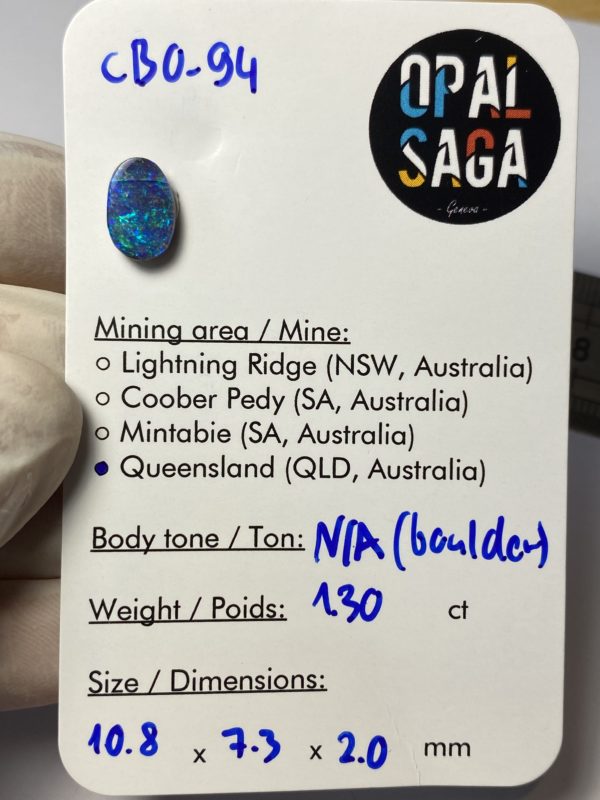 CBO-94
OPAL
SAGA
- Geneva -
Mining area / Mine:
○ Lightning Ridge (NSW, Australia)
○ Coober Pedy (SA, Australia)
○ Mintabie (SA, Australia)
● Queensland (QLD, Australia)
Body tone / Ton: N/A (boulder)
Weight / Poids: 1.30 ct
Size / Dimensions:
10.8 x 7.3 x 2.0 mm
8